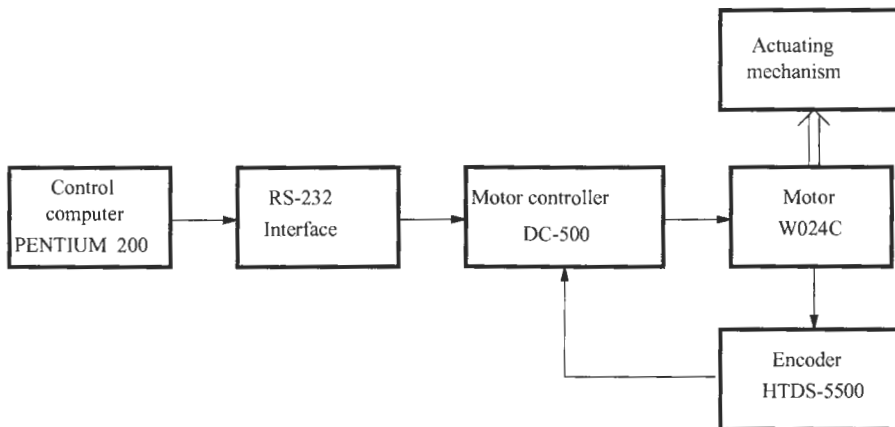 Actuating
mechanism
Control
computer
PENTIUM 200
RS-232
Interface
Motor controller
DC-500
Motor
W024C
Encoder
HTDS-5500